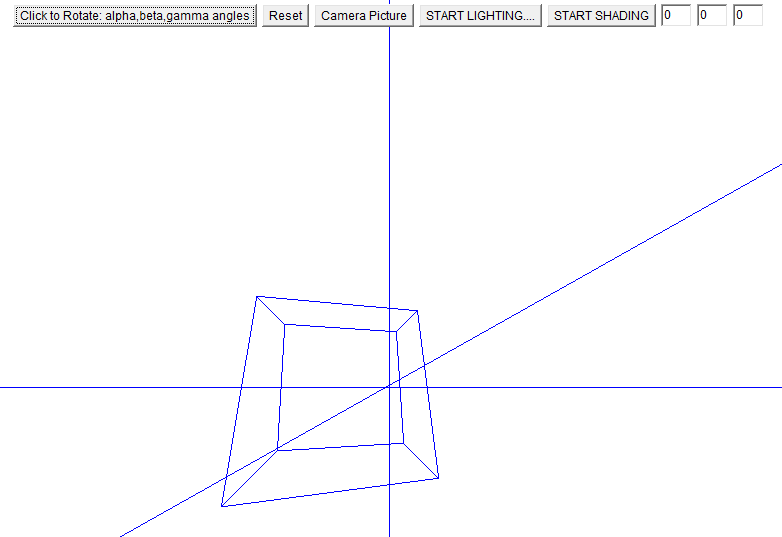 Click to Rotate: alpha,beta,gamma angles Reset Camera Picture START LIGHTING.... START SHADING 0 0 0